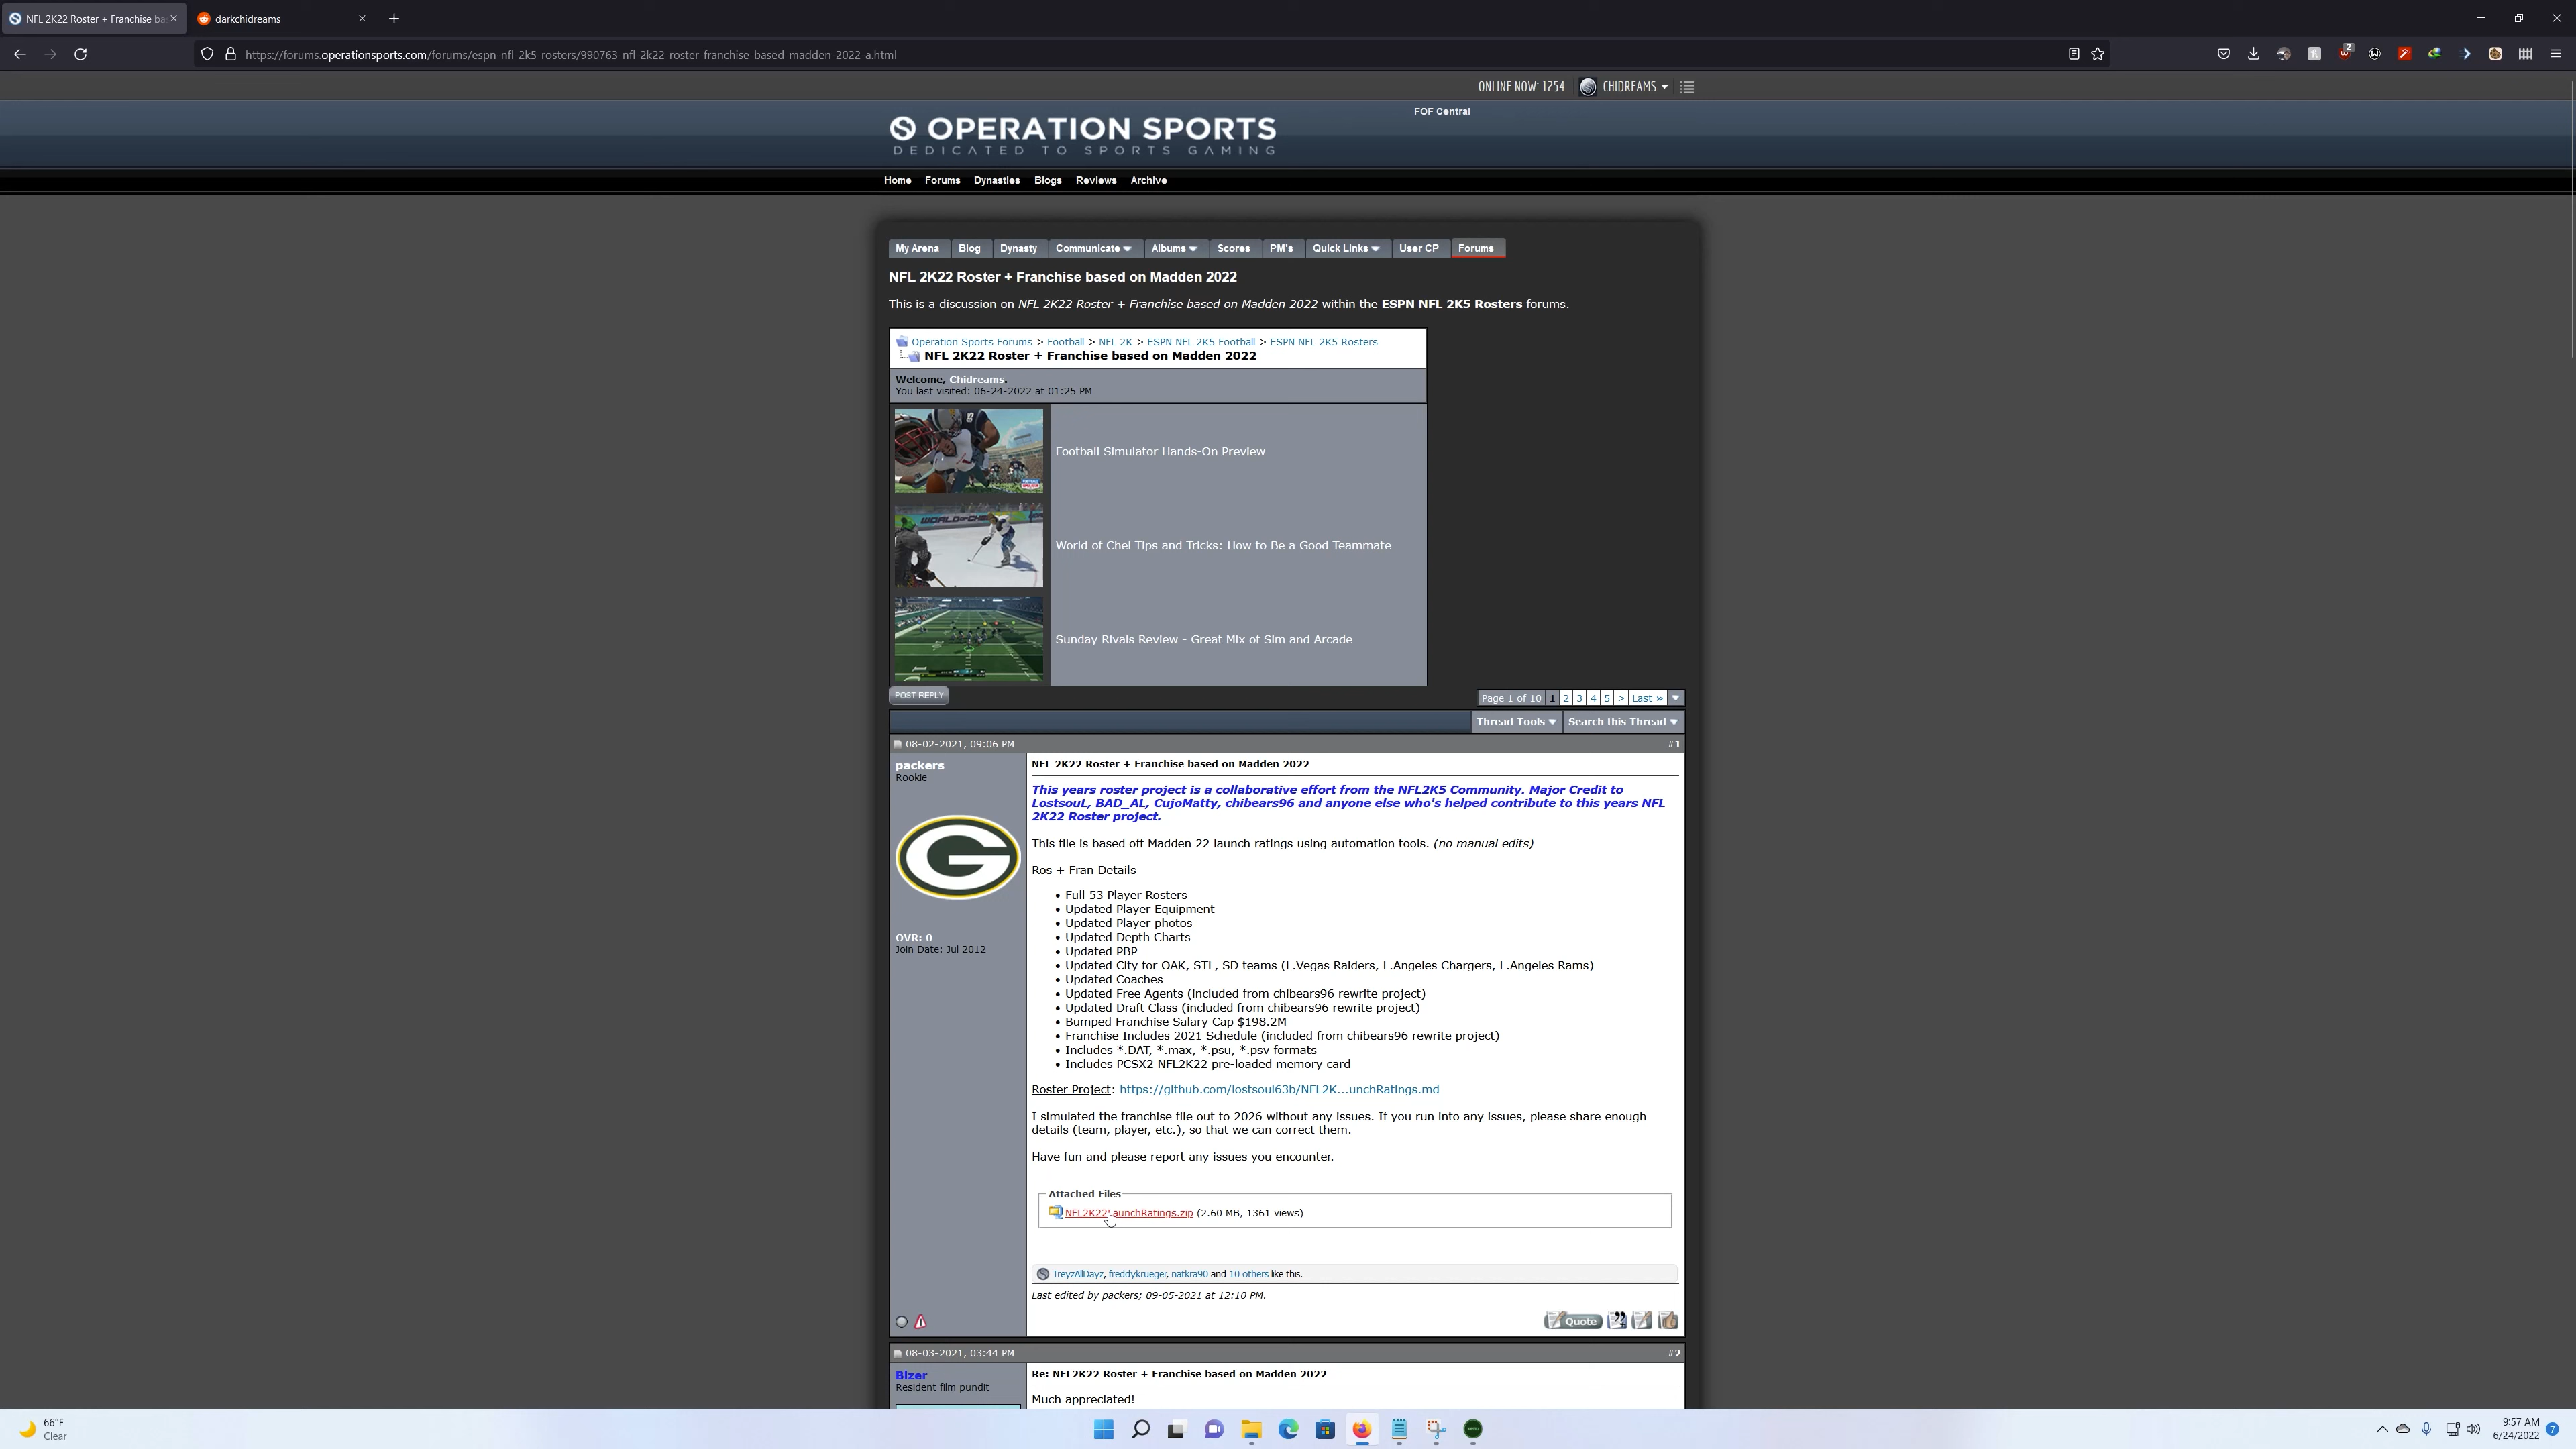 NFL 2K22 Roster + Franchise ba
darkchidreams
https://forums.operationsports.com/forums/espn-nfl-2k5-rosters/990763-nfl-2k22-roster-franchise-based-madden-2022-a.html
2
ONLINE NOW: 1254 CHIDREAMS
FOF Central
OPERATION SPORTS
DEDICATED TO SPORTS GAMING
Home Forums Dynasties Blogs Reviews Archive
My Arena Blog Dynasty Communicate Albums Scores PM's Quick Links User CP Forums
NFL 2K22 Roster + Franchise based on Madden 2022
This is a discussion on NFL 2K22 Roster + Franchise based on Madden 2022 within the ESPN NFL 2K5 Rosters forums.
Operation Sports Forums > Football > NFL 2K > ESPN NFL 2K5 Football > ESPN NFL 2K5 Rosters
NFL 2K22 Roster + Franchise based on Madden 2022
Welcome, Chidreams.
You last visited: 06-24-2022 at 01:25 PM
Football Simulator Hands-On Preview
World of Chel Tips and Tricks: How to Be a Good Teammate
Sunday Rivals Review - Great Mix of Sim and Arcade
POST REPLY
Page 1 of 10 1 2 3 4 5 > Last »
Thread Tools Search this Thread
08-02-2021, 09:06 PM #1
packers
Rookie
G
OVR: 0
Join Date: Jul 2012
NFL 2K22 Roster + Franchise based on Madden 2022
This years roster project is a collaborative effort from the NFL2K5 Community. Major Credit to
LostsouL, BAD_AL, CujoMatty, chibears96 and anyone else who's helped contribute to this years NFL
2K22 Roster project.
This file is based off Madden 22 launch ratings using automation tools. (no manual edits)
Ros + Fran Details
• Full 53 Player Rosters
• Updated Player Equipment
• Updated Player photos
• Updated Depth Charts
• Updated PBP
• Updated City for OAK, STL, SD teams (L.Vegas Raiders, L.Angeles Chargers, L.Angeles Rams)
• Updated Coaches
• Updated Free Agents (included from chibears96 rewrite project)
• Updated Draft Class (included from chibears96 rewrite project)
• Bumped Franchise Salary Cap $198.2M
• Franchise Includes 2021 Schedule (included from chibears96 rewrite project)
• Includes *.DAT, *.max, *.psu, *.psv formats
• Includes PCSX2 NFL2K22 pre-loaded memory card
Roster Project: https://github.com/lostsoul63b/NFL2K...unchRatings.md
I simulated the franchise file out to 2026 without any issues. If you run into any issues, please share enough
details (team, player, etc.), so that we can correct them.
Have fun and please report any issues you encounter.
Attached Files
NFL2K22LaunchRatings.zip (2.60 MB, 1361 views)
TreyzAllDayz, freddykrueger, natkra90 and 10 others like this.
Last edited by packers; 09-05-2021 at 12:10 PM.
Quote
08-03-2021, 03:44 PM #2
Blzer
Resident film pundit
Re: NFL2K22 Roster + Franchise based on Madden 2022
Much appreciated!
66°F
Clear
9:57 AM
6/24/2022
7